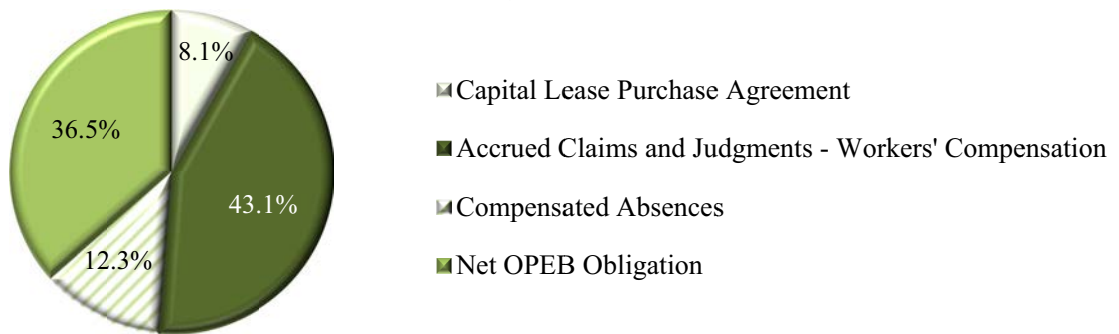 8.1%
36.5%
43.1%
12.3%
Capital Lease Purchase Agreement
Accrued Claims and Judgments - Workers' Compensation
Compensated Absences
Net OPEB Obligation